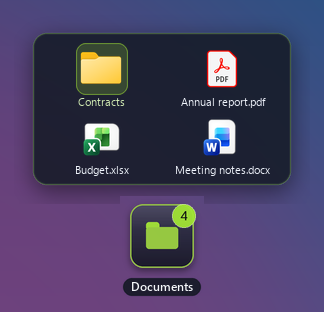 Contracts
Annual report.pdf
PDF
Budget.xlsx
X
Meeting notes.docx
W
4
Documents